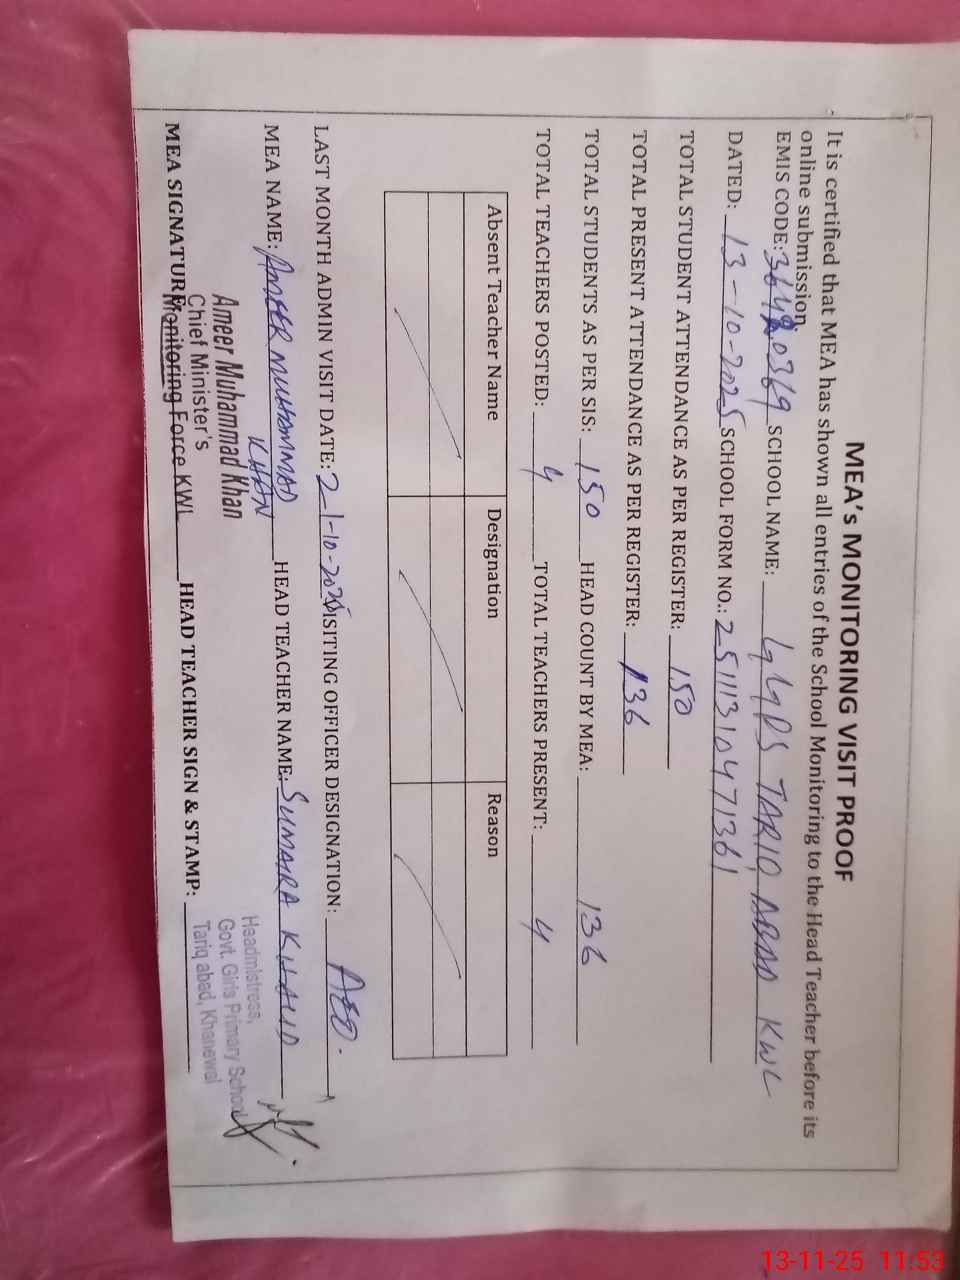 MEA's MONITORING VISIT PROOF
It is certified that MEA has shown all entries of the School Monitoring to the Head Teacher before its
online submission.
EMIS CODE: SCHOOL NAME: GGPS TARIQ ABAD KWL
DATED: 13-10-2025 SCHOOL FORM NO.: 25111310471361
TOTAL STUDENT ATTENDANCE AS PER REGISTER: 150
TOTAL PRESENT ATTENDANCE AS PER REGISTER: 136
TOTAL STUDENTS AS PER SIS: 150 HEAD COUNT BY MEA: 136
TOTAL TEACHERS POSTED: 4 TOTAL TEACHERS PRESENT: 4
Absent Teacher Name Designation Reason
LAST MONTH ADMIN VISIT DATE: 21-10-2025 VISITING OFFICER DESIGNATION: AEO.
MEA NAME: AMEER MUHAMMAD KHAN HEAD TEACHER NAME: SUMAIRA KHALID
Ameer Muhammad Khan
Chief Minister's
Monitoring Force KWL
MEA SIGNATURE: HEAD TEACHER SIGN & STAMP:
Headmistress,
Govt. Girls Primary School
Tariq abad, Khanewal
13-11-25 11:53